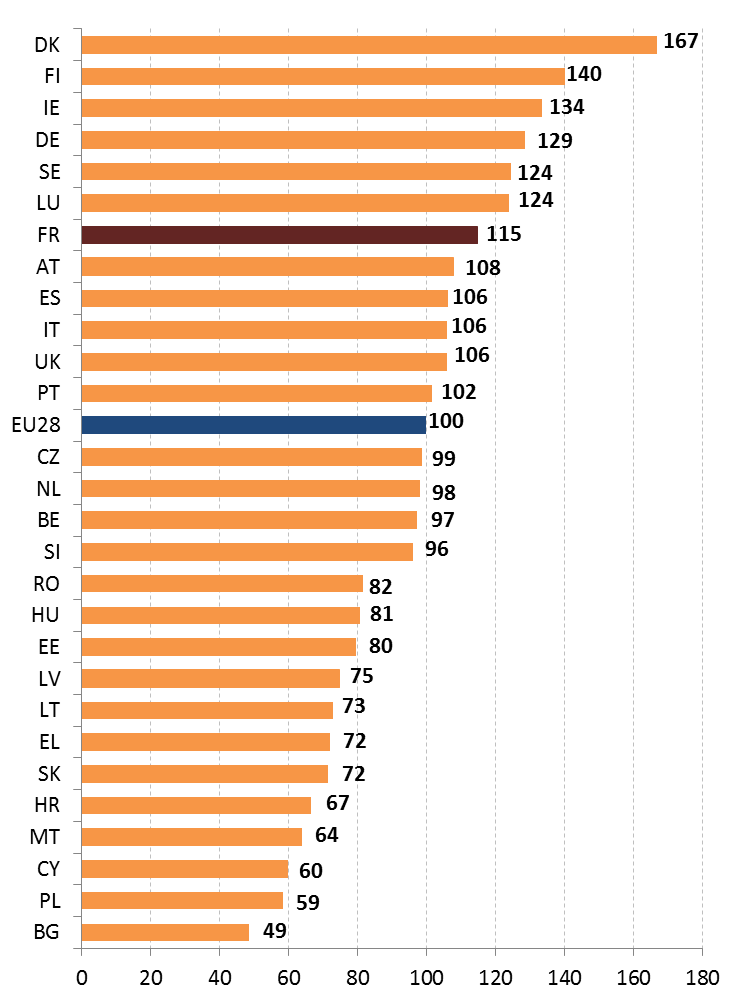 DK 167
FI 140
IE 134
DE 129
SE 124
LU 124
FR 115
AT 108
ES 106
IT 106
UK 106
PT 102
EU28 100
CZ 99
NL 98
BE 97
SI 96
RO 82
HU 81
EE 80
LV 75
LT 73
EL 72
SK 72
HR 67
MT 64
CY 60
PL 59
BG 49
0 20 40 60 80 100 120 140 160 180